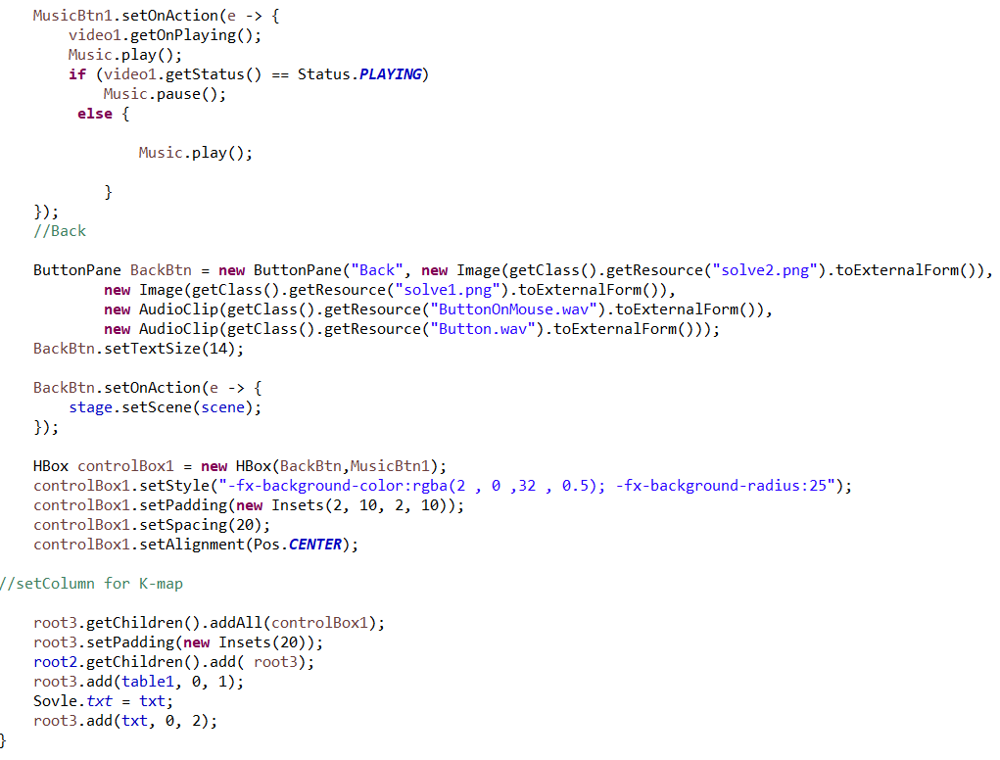 MusicBtn1.setOnAction(e -> {
video1.getOnPlaying();
Music.play();
if (video1.getStatus() == Status.PLAYING)
Music.pause();
else {
Music.play();
}
});
//Back
ButtonPane BackBtn = new ButtonPane("Back", new Image(getClass().getResource("solve2.png").toExternalForm()),
new Image(getClass().getResource("solve1.png").toExternalForm()),
new AudioClip(getClass().getResource("ButtonOnMouse.wav").toExternalForm()),
new AudioClip(getClass().getResource("Button.wav").toExternalForm()));
BackBtn.setTextSize(14);
BackBtn.setOnAction(e -> {
stage.setScene(scene);
});
HBox controlBox1 = new HBox(BackBtn,MusicBtn1);
controlBox1.setStyle("-fx-background-color:rgba(2 , 0 ,32 , 0.5); -fx-background-radius:25");
controlBox1.setPadding(new Insets(2, 10, 2, 10));
controlBox1.setSpacing(20);
controlBox1.setAlignment(Pos.CENTER);
//setColumn for K-map
root3.getChildren().addAll(controlBox1);
root3.setPadding(new Insets(20));
root2.getChildren().add( root3);
root3.add(table1, 0, 1);
Sovle.txt = txt;
root3.add(txt, 0, 2);
}